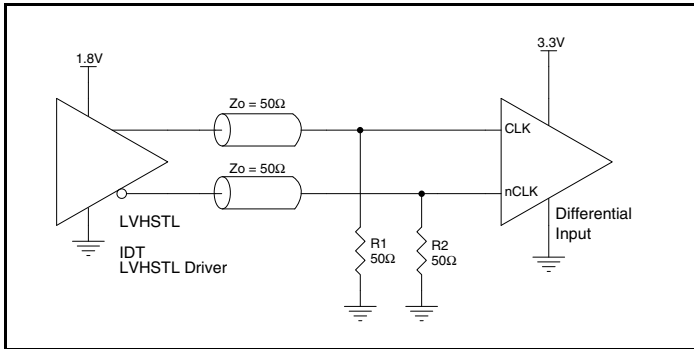 1.8V
3.3V
Zo = 50Ω
CLK
Zo = 50Ω
nCLK
LVHSTL
IDT
LVHSTL Driver
R1
50Ω
R2
50Ω
Differential
Input